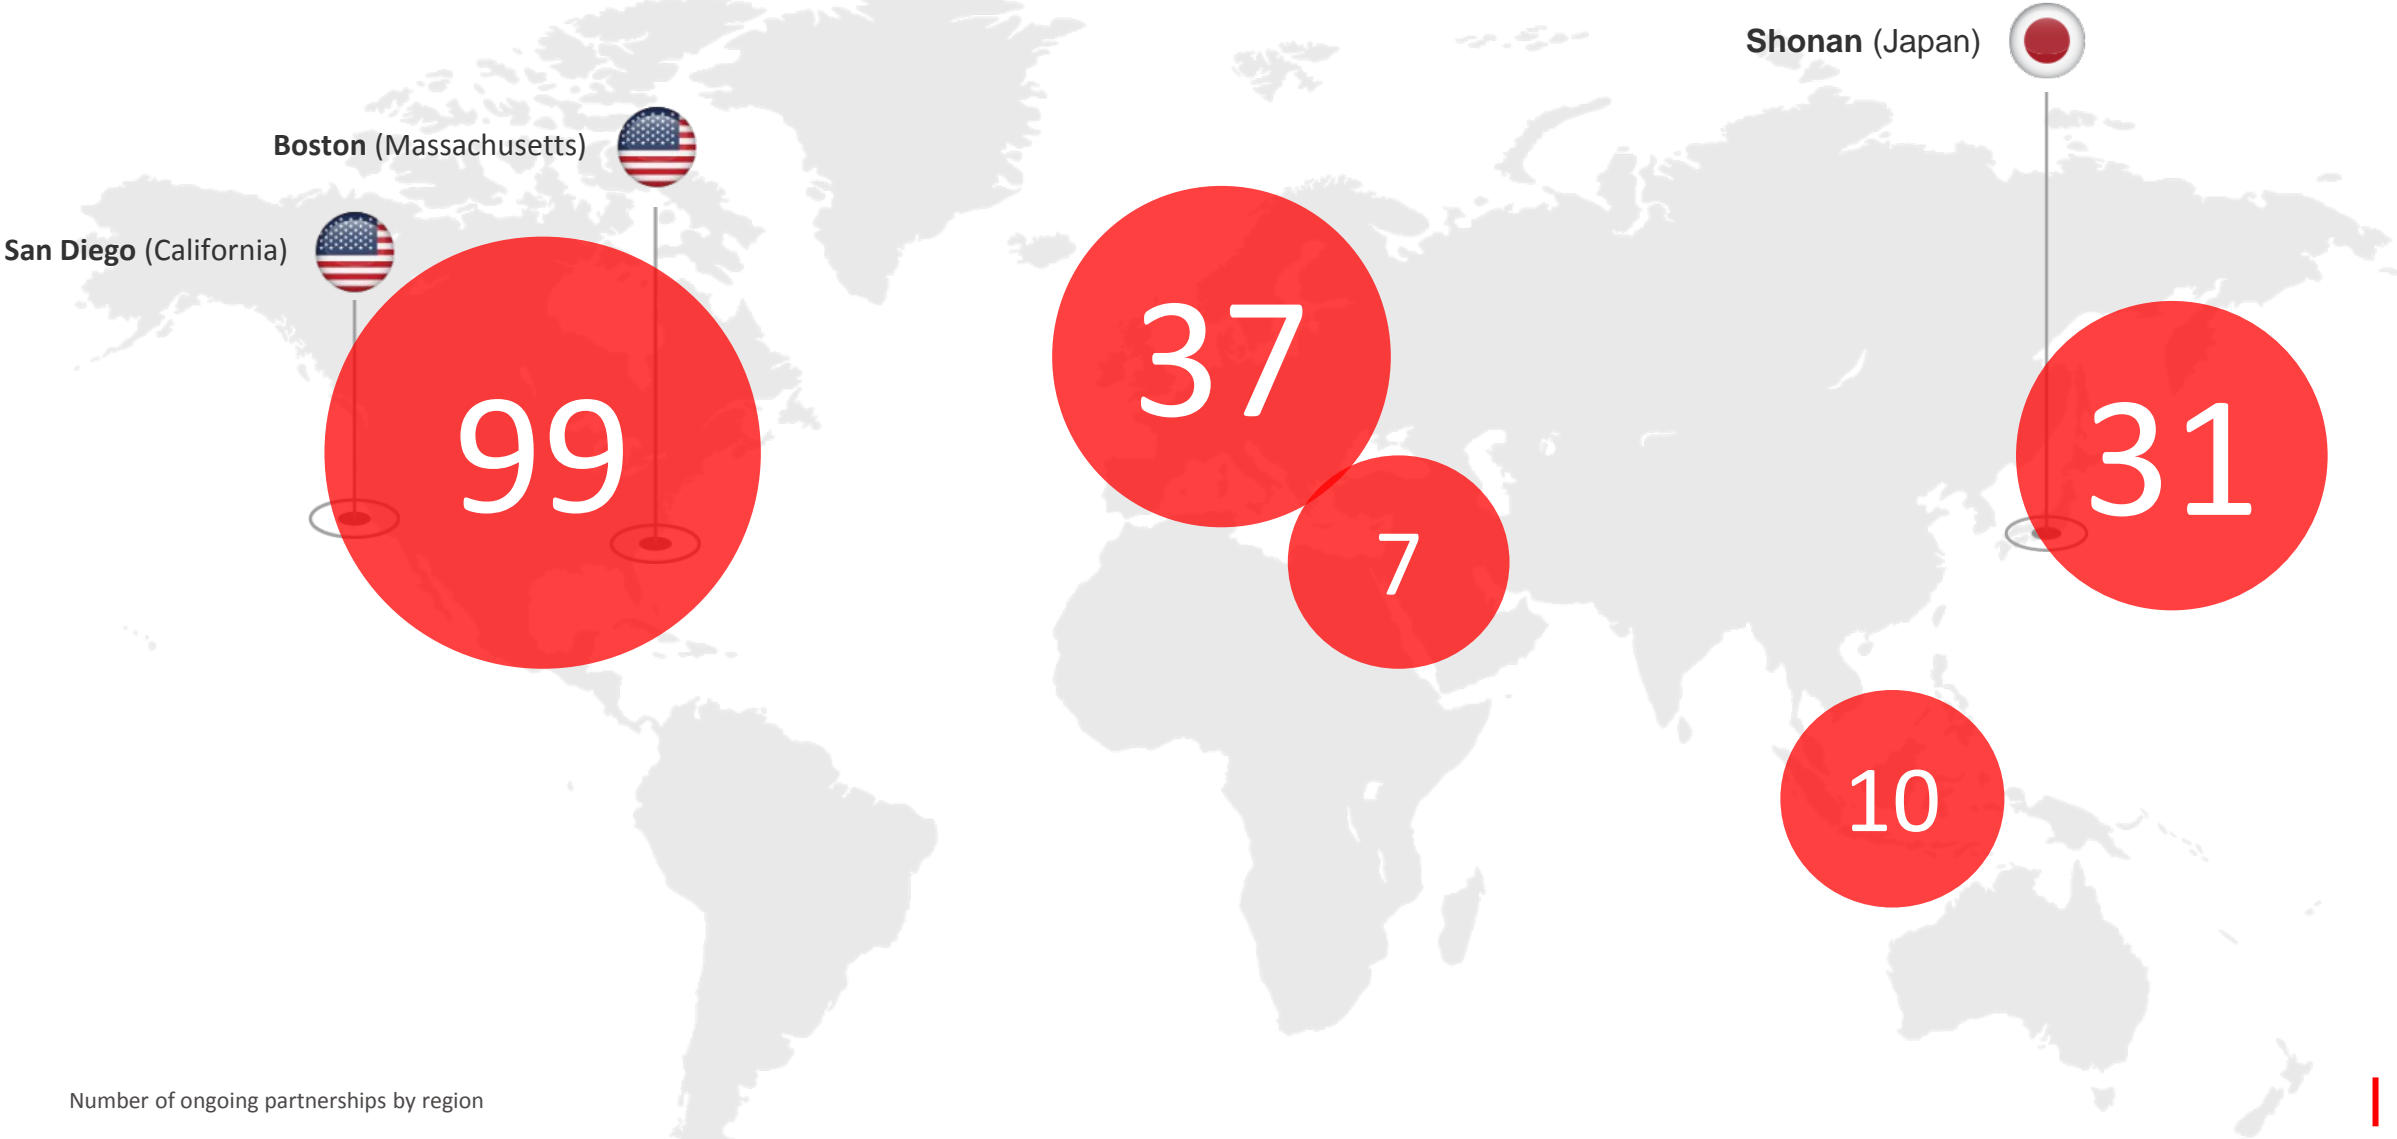 Shonan (Japan)
Boston (Massachusetts)
San Diego (California)
37
99
31
7
10
Number of ongoing partnerships by region